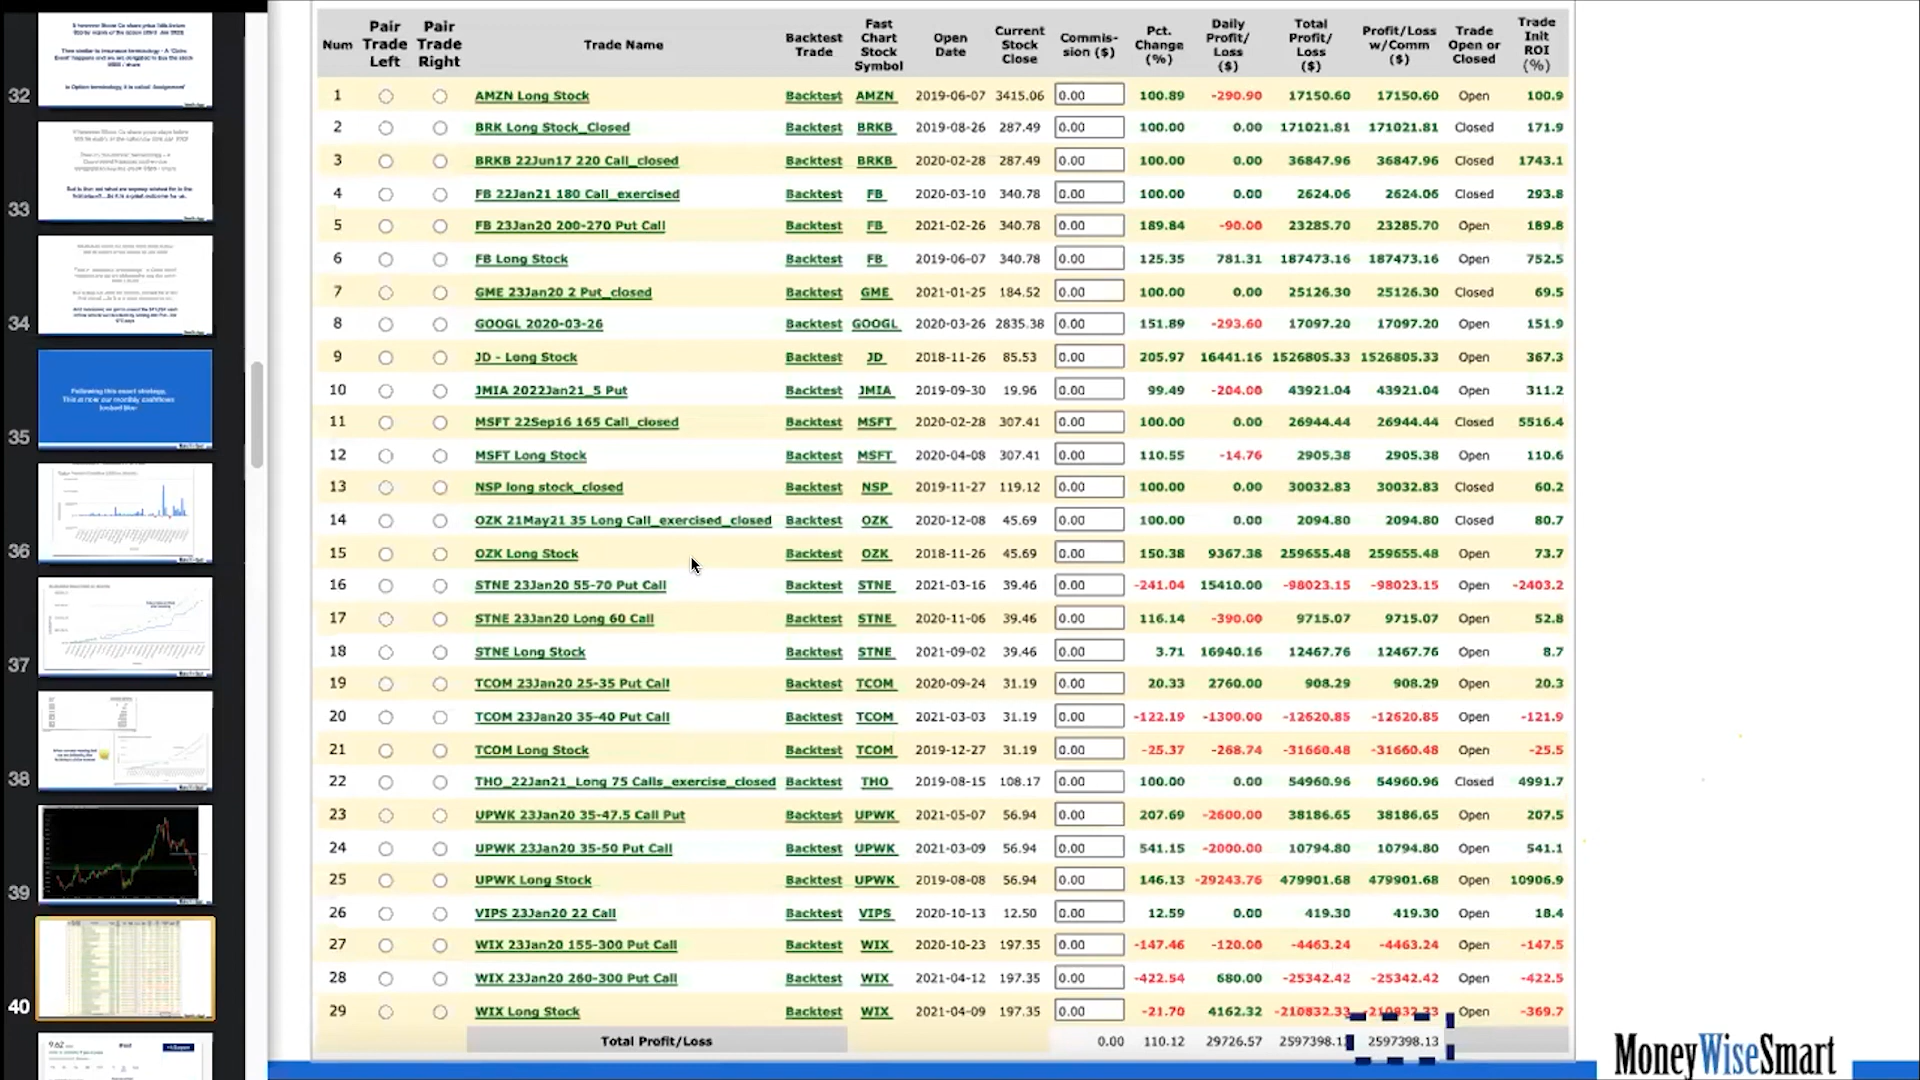 32
33
34
35
Following this exact strategy,
This is how our monthly cashflows
looked like:
36
37
38
39
40
9.62
Num
Pair Trade Left
Pair Trade Right
Trade Name
Backtest Trade
Fast Chart Stock Symbol
Open Date
Current Stock Close
Commis-sion ($)
Pct. Change (%)
Daily Profit/ Loss ($)
Total Profit/ Loss ($)
Profit/Loss w/Comm ($)
Trade Open or Closed
Trade Init ROI (%)
1 AMZN Long Stock Backtest AMZN 2019-06-07 3415.06 0.00 100.89 -290.90 17150.60 17150.60 Open 100.9
2 BRK Long Stock_Closed Backtest BRKB 2019-08-26 287.49 0.00 100.00 0.00 171021.81 171021.81 Closed 171.9
3 BRKB 22Jun17 220 Call_closed Backtest BRKB 2020-02-28 287.49 0.00 100.00 0.00 36847.96 36847.96 Closed 1743.1
4 FB 22Jan21 180 Call_exercised Backtest FB 2020-03-10 340.78 0.00 100.00 0.00 2624.06 2624.06 Closed 293.8
5 FB 23Jan20 200-270 Put Call Backtest FB 2021-02-26 340.78 0.00 189.84 -90.00 23285.70 23285.70 Open 189.8
6 FB Long Stock Backtest FB 2019-06-07 340.78 0.00 125.35 781.31 187473.16 187473.16 Open 752.5
7 GME 23Jan20 2 Put_closed Backtest GME 2021-01-25 184.52 0.00 100.00 0.00 25126.30 25126.30 Closed 69.5
8 GOOGL 2020-03-26 Backtest GOOGL 2020-03-26 2835.38 0.00 151.89 -293.60 17097.20 17097.20 Open 151.9
9 JD - Long Stock Backtest JD 2018-11-26 85.53 0.00 205.97 16441.16 1526805.33 1526805.33 Open 367.3
10 JMIA 2022Jan21_5 Put Backtest JMIA 2019-09-30 19.96 0.00 99.49 -204.00 43921.04 43921.04 Open 311.2
11 MSFT 22Sep16 165 Call_closed Backtest MSFT 2020-02-28 307.41 0.00 100.00 0.00 26944.44 26944.44 Closed 5516.4
12 MSFT Long Stock Backtest MSFT 2020-04-08 307.41 0.00 110.55 -14.76 2905.38 2905.38 Open 110.6
13 NSP long stock_closed Backtest NSP 2019-11-27 119.12 0.00 100.00 0.00 30032.83 30032.83 Closed 60.2
14 OZK 21May21 35 Long Call_exercised_closed Backtest OZK 2020-12-08 45.69 0.00 100.00 0.00 2094.80 2094.80 Closed 80.7
15 OZK Long Stock Backtest OZK 2018-11-26 45.69 0.00 150.38 9367.38 259655.48 259655.48 Open 73.7
16 STNE 23Jan20 55-70 Put Call Backtest STNE 2021-03-16 39.46 0.00 -241.04 15410.00 -98023.15 -98023.15 Open -2403.2
17 STNE 23Jan20 Long 60 Call Backtest STNE 2020-11-06 39.46 0.00 116.14 -390.00 9715.07 9715.07 Open 52.8
18 STNE Long Stock Backtest STNE 2021-09-02 39.46 0.00 3.71 16940.16 12467.76 12467.76 Open 8.7
19 TCOM 23Jan20 25-35 Put Call Backtest TCOM 2020-09-24 31.19 0.00 20.33 2760.00 908.29 908.29 Open 20.3
20 TCOM 23Jan20 35-40 Put Call Backtest TCOM 2021-03-03 31.19 0.00 -122.19 -1300.00 -12620.85 -12620.85 Open -121.9
21 TCOM Long Stock Backtest TCOM 2019-12-27 31.19 0.00 -25.37 -268.74 -31660.48 -31660.48 Open -25.5
22 THO_22Jan21_Long 75 Calls_exercise_closed Backtest THO 2019-08-15 108.17 0.00 100.00 0.00 54960.96 54960.96 Closed 4991.7
23 UPWK 23Jan20 35-47.5 Call Put Backtest UPWK 2021-05-07 56.94 0.00 207.69 -2600.00 38186.65 38186.65 Open 207.5
24 UPWK 23Jan20 35-50 Put Call Backtest UPWK 2021-03-09 56.94 0.00 541.15 -2000.00 10794.80 10794.80 Open 541.1
25 UPWK Long Stock Backtest UPWK 2019-08-08 56.94 0.00 146.13 -29243.76 479901.68 479901.68 Open 10906.9
26 VIPS 23Jan20 22 Call Backtest VIPS 2020-10-13 12.50 0.00 12.59 0.00 419.30 419.30 Open 18.4
27 WIX 23Jan20 155-300 Put Call Backtest WIX 2020-10-23 197.35 0.00 -147.46 -120.00 -4463.24 -4463.24 Open -147.5
28 WIX 23Jan20 260-300 Put Call Backtest WIX 2021-04-12 197.35 0.00 -422.54 680.00 -25342.42 -25342.42 Open -422.5
29 WIX Long Stock Backtest WIX 2021-04-09 197.35 0.00 -21.70 4162.32 -210832.33 -210832.33 Open -369.7
Total Profit/Loss 0.00 110.12 29726.57 2597398.13 2597398.13
MoneyWiseSmart